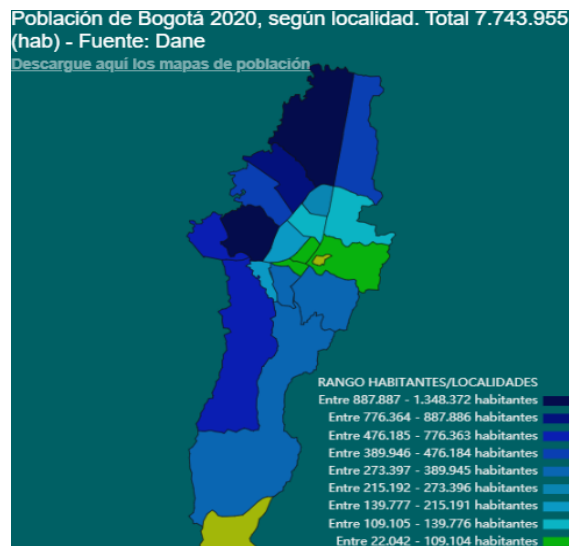 Población de Bogotá 2020, según localidad. Total 7.743.955
(hab) - Fuente: Dane
Descargue aquí los mapas de población
RANGO HABITANTES/LOCALIDADES
Entre 887.887 - 1.348.372 habitantes
Entre 776.364 - 887.886 habitantes
Entre 476.185 - 776.363 habitantes
Entre 389.946 - 476.184 habitantes
Entre 273.397 - 389.945 habitantes
Entre 215.192 - 273.396 habitantes
Entre 139.777 - 215.191 habitantes
Entre 109.105 - 139.776 habitantes
Entre 22.042 - 109.104 habitantes